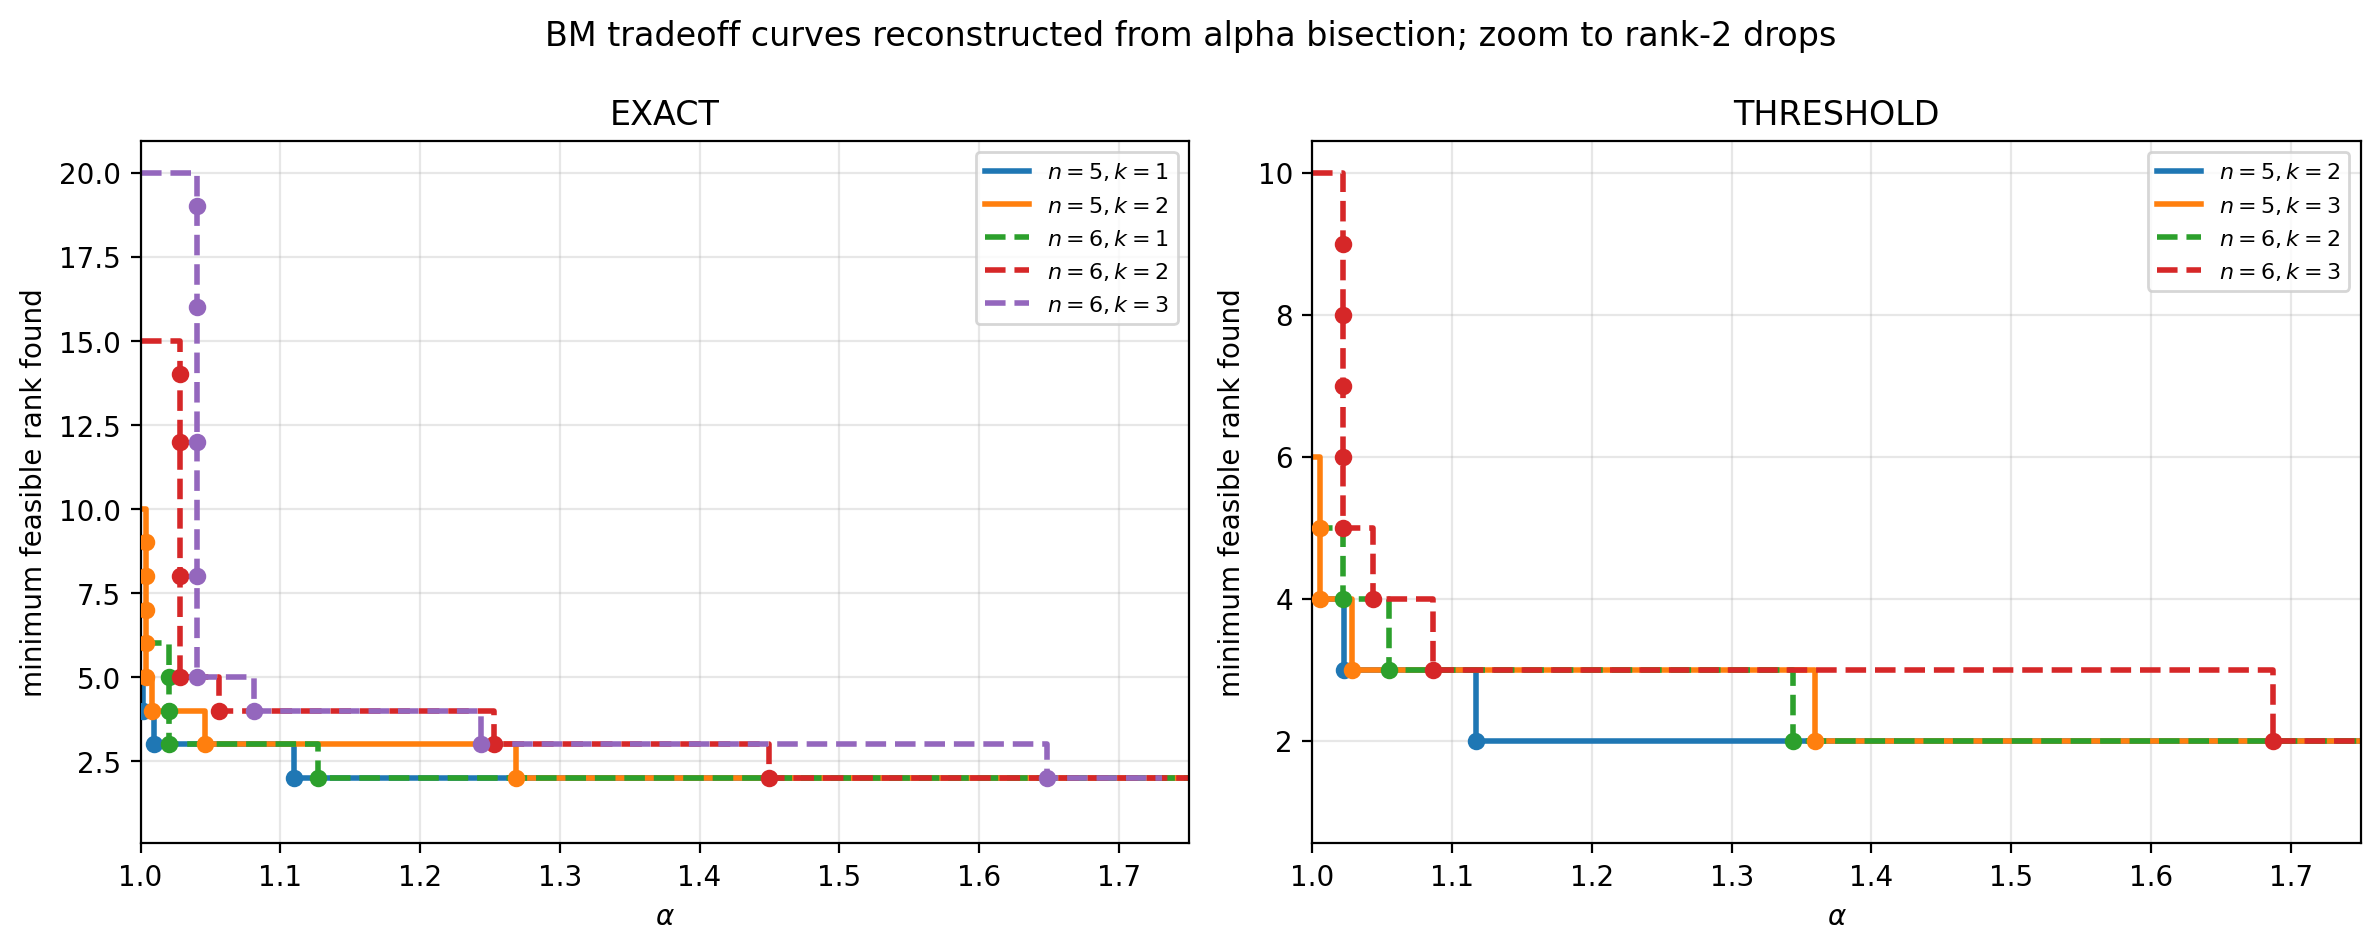 BM tradeoff curves reconstructed from alpha bisection; zoom to rank-2 drops
EXACT
minimum feasible rank found
20.0
17.5
15.0
12.5
10.0
7.5
5.0
2.5
1.0 1.1 1.2 1.3 1.4 1.5 1.6 1.7
α
n = 5, k = 1
n = 5, k = 2
n = 6, k = 1
n = 6, k = 2
n = 6, k = 3
THRESHOLD
minimum feasible rank found
10
8
6
4
2
1.0 1.1 1.2 1.3 1.4 1.5 1.6 1.7
α
n = 5, k = 2
n = 5, k = 3
n = 6, k = 2
n = 6, k = 3